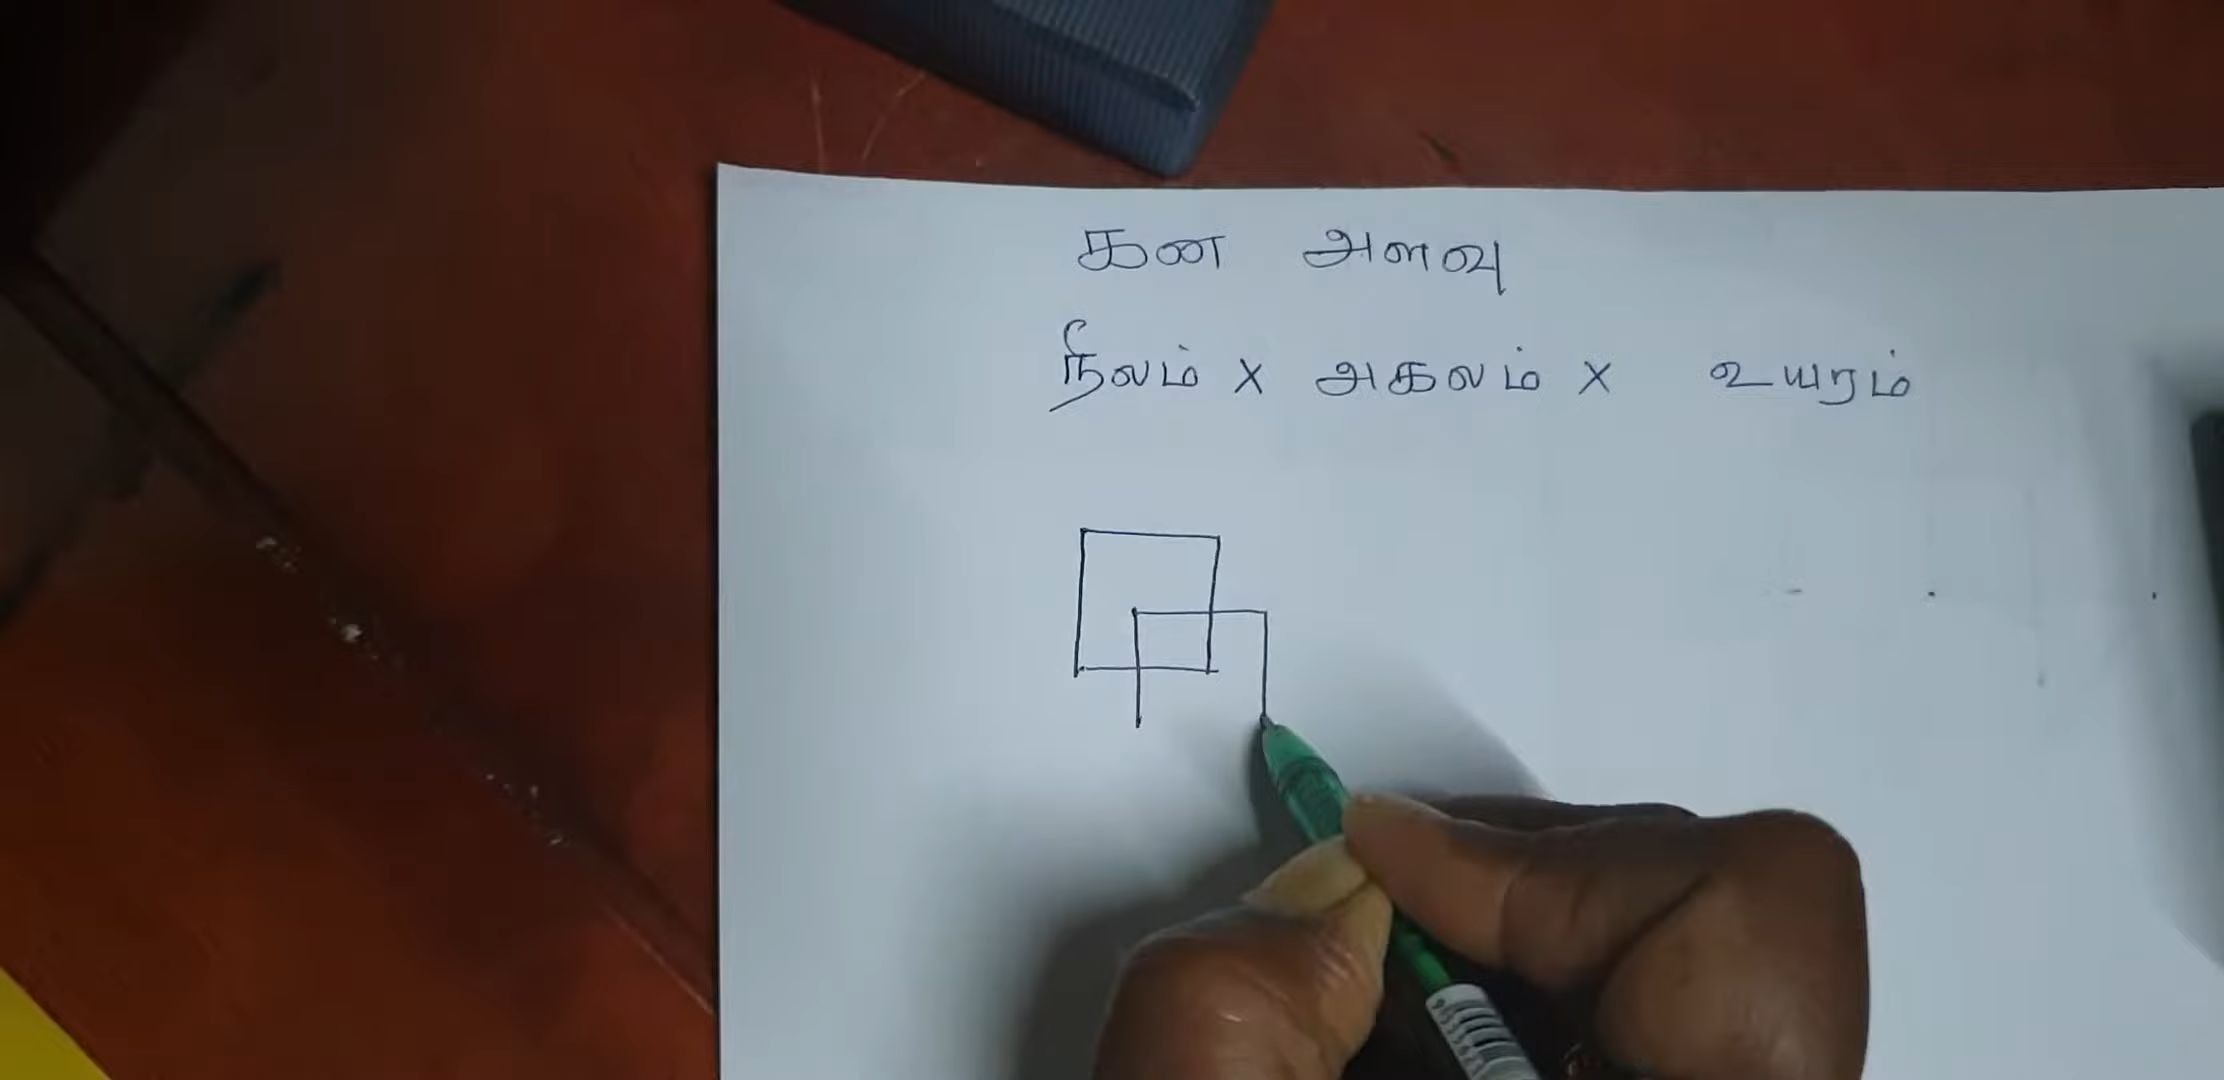 கன அளவு
நீலம் x அகலம் x உயரம்